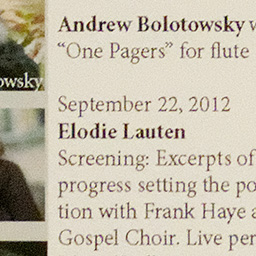 Andrew Bolotowsky w
"One Pagers" for flute
owsky
September 22, 2012
Elodie Lauten
Screening: Excerpts of
progress setting the po
tion with Frank Haye a
Gospel Choir. Live per